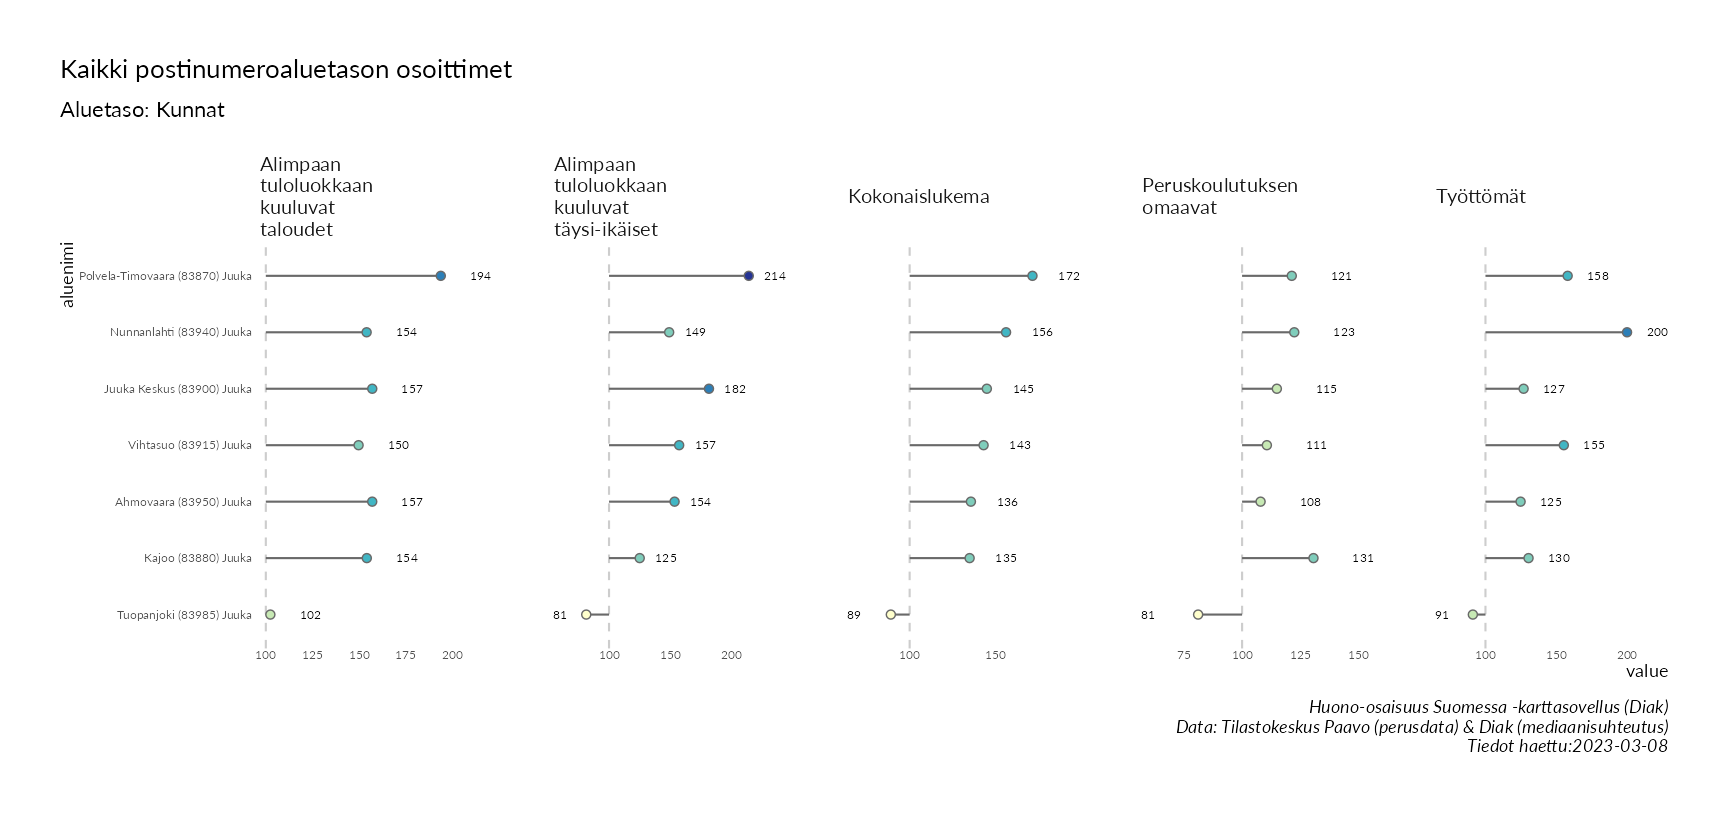 Kaikki postinumeroaluetason osoittimet
Aluetaso: Kunnat
Alimpaan
tuloluokkaan
kuuluvat
taloudet
Alimpaan
tuloluokkaan
kuuluvat
täysi-ikäiset
Kokonaislukema
Peruskoulutuksen
omaavat
Työttömät
aluenimi
Polvela-Timovaara (83870) Juuka 194 214 172 121 158
Nunnanlahti (83940) Juuka 154 149 156 123 200
Juuka Keskus (83900) Juuka 157 182 145 115 127
Vihtasuo (83915) Juuka 150 157 143 111 155
Ahmovaara (83950) Juuka 157 154 136 108 125
Kajoo (83880) Juuka 154 125 135 131 130
Tuopanjoki (83985) Juuka 102 81 89 81 91
100 125 150 175 200 100 150 200 100 150 75 100 125 150 100 150 200
value
Huono-osaisuus Suomessa -karttasovellus (Diak)
Data: Tilastokeskus Paavo (perusdata) & Diak (mediaanisuhteutus)
Tiedot haettu:2023-03-08